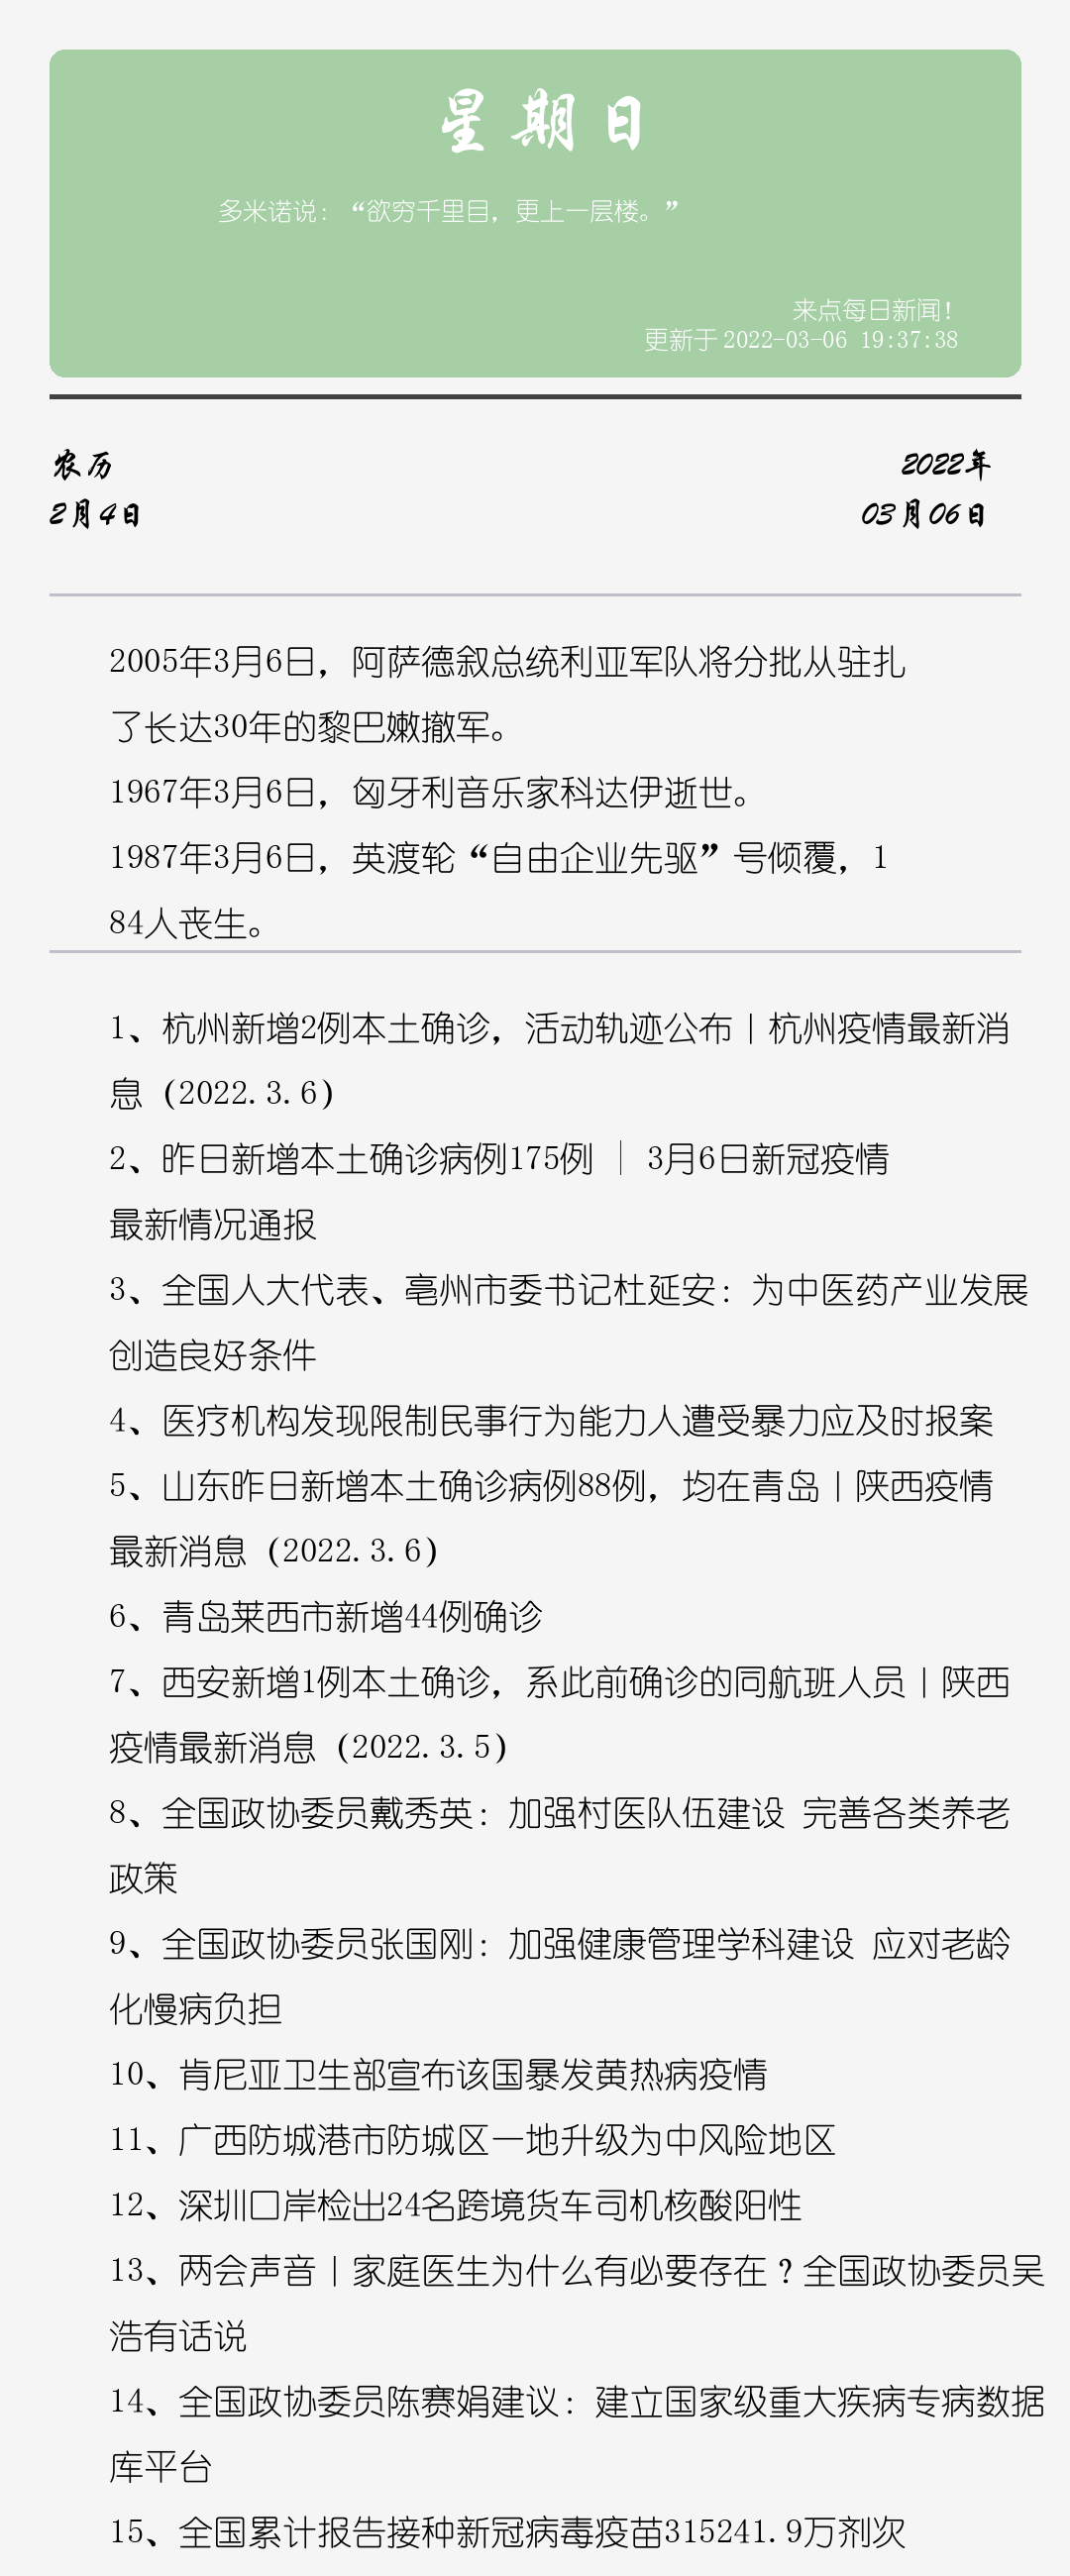 星期日
多米诺说：“欲穷千里目，更上一层楼。”
来点每日新闻！
更新于 2022-03-06 19:37:38
农历
2022年
2月4日
03月06日
2005年3月6日，阿萨德叙总统利亚军队将分批从驻扎
了长达30年的黎巴嫩撤军。
1967年3月6日，匈牙利音乐家科达伊逝世。
1987年3月6日，英渡轮“自由企业先驱”号倾覆，1
84人丧生。
1、杭州新增2例本土确诊，活动轨迹公布｜杭州疫情最新消
息（2022.3.6）
2、昨日新增本土确诊病例175例 │ 3月6日新冠疫情
最新情况通报
3、全国人大代表、亳州市委书记杜延安：为中医药产业发展
创造良好条件
4、医疗机构发现限制民事行为能力人遭受暴力应及时报案
5、山东昨日新增本土确诊病例88例，均在青岛｜陕西疫情
最新消息（2022.3.6）
6、青岛莱西市新增44例确诊
7、西安新增1例本土确诊，系此前确诊的同航班人员｜陕西
疫情最新消息（2022.3.5）
8、全国政协委员戴秀英：加强村医队伍建设 完善各类养老
政策
9、全国政协委员张国刚：加强健康管理学科建设 应对老龄
化慢病负担
10、肯尼亚卫生部宣布该国暴发黄热病疫情
11、广西防城港市防城区一地升级为中风险地区
12、深圳口岸检出24名跨境货车司机核酸阳性
13、两会声音｜家庭医生为什么有必要存在？全国政协委员吴
浩有话说
14、全国政协委员陈赛娟建议：建立国家级重大疾病专病数据
库平台
15、全国累计报告接种新冠病毒疫苗315241.9万剂次